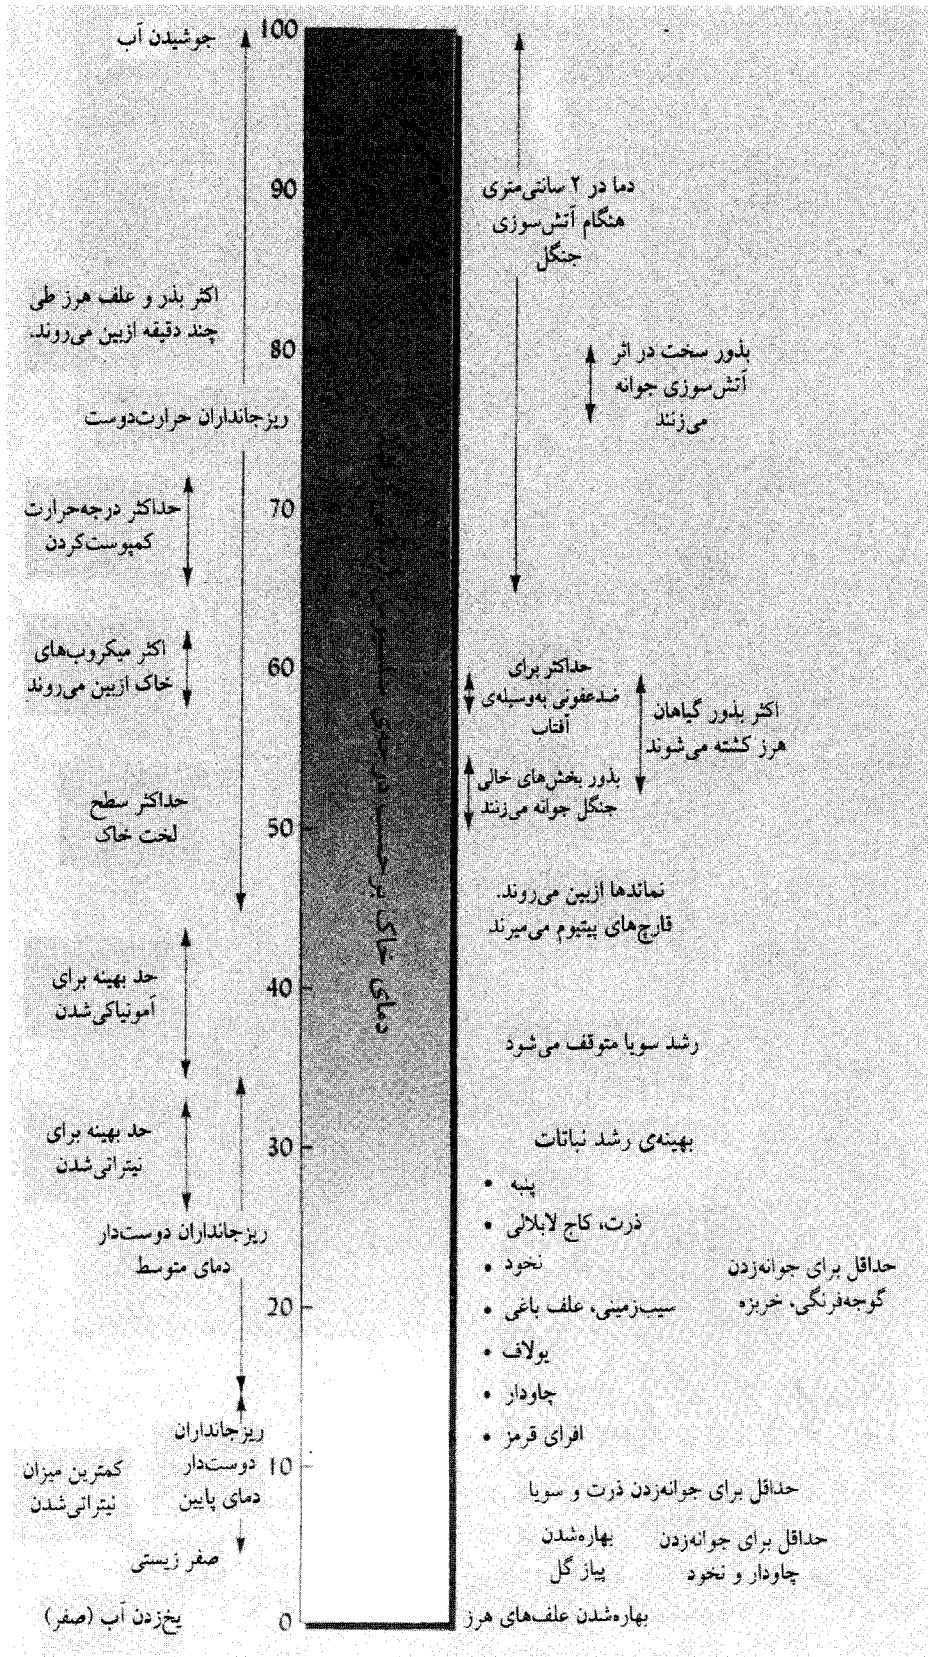 جوشیدن آب
100
90
دما در ۲ سانتی‌متری
هنگام آتش‌سوزی
جنگل
اکثر بذر و علف هرز طی
چند دقیقه ازبین می‌روند.
80
بذور سخت در اثر
آتش‌سوزی جوانه
می‌زنند
ریزجانداران حرارت‌دوست
حداکثر درجه‌حرارت
کمپوست‌کردن
70
اکثر میکروب‌های
خاک ازبین می‌روند
60
حداکثر برای
ضدعفونی به‌وسیله‌ی
آفتاب
اکثر بذور گیاهان
هرز کشته می‌شوند
بذور بخش‌های خالی
جنگل جوانه می‌زنند
حداکثر سطح
لخت خاک
50
نماتدها ازبین می‌روند.
قارچ‌های پیتیوم می‌میرند
دمای خاک برحسب درجه‌ی
حد بهینه برای
آمونیاکی‌شدن
40
رشد سویا متوقف می‌شود
حد بهینه برای
نیتراتی‌شدن
30
بهینه‌ی رشد نباتات
• پنبه
• ذرت، کاج لابلالی
• نخود
• سیب‌زمینی، علف باغی
• یولاف
• چاودار
• افرای قرمز
ریزجانداران دوست‌دار
دمای متوسط
حداقل برای جوانه‌زدن
گوجه‌فرنگی، خربزه
20
ریزجانداران
دوست‌دار
دمای پایین
کمترین میزان
نیتراتی‌شدن
10
حداقل برای جوانه‌زدن ذرت و سویا
بهاره‌شدن
پیاز گل
حداقل برای جوانه‌زدن
چاودار و نخود
صفر زیستی
یخ‌زدن آب (صفر)
0
بهاره‌شدن علف‌های هرز